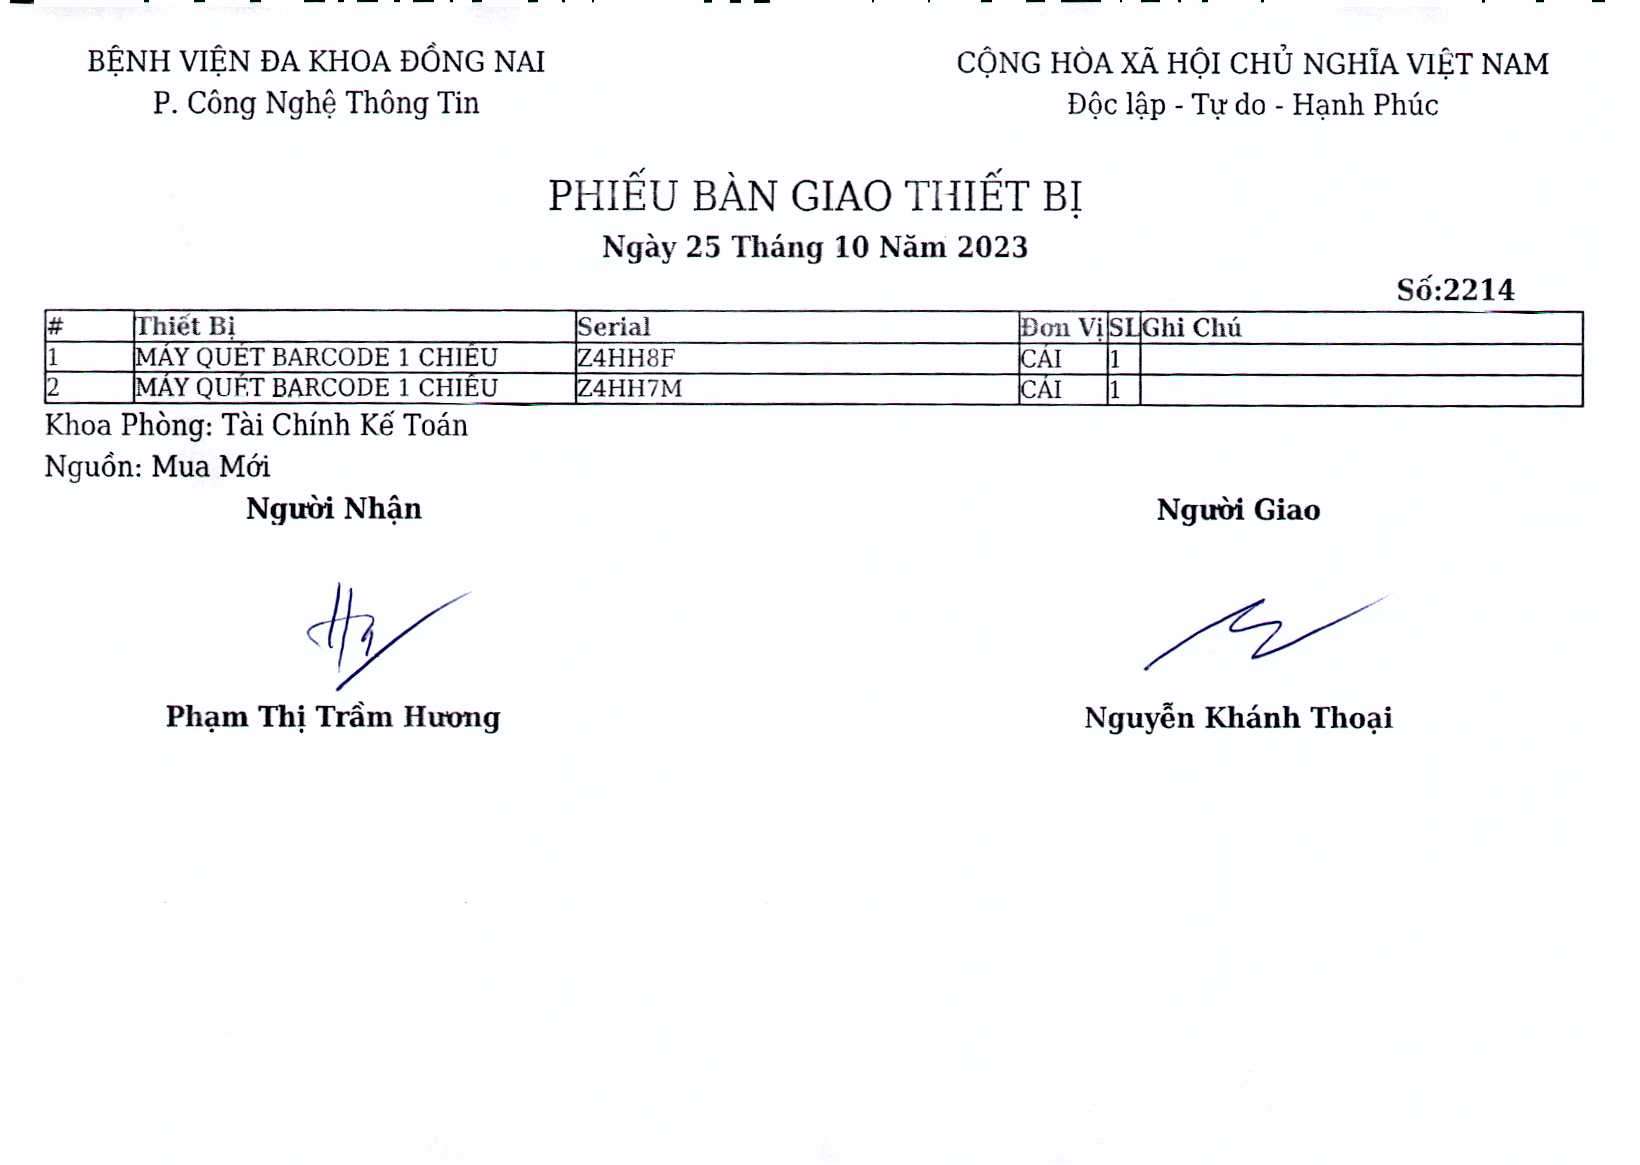 BỆNH VIỆN ĐA KHOA ĐỒNG NAI
P. Công Nghệ Thông Tin
CỘNG HÒA XÃ HỘI CHỦ NGHĨA VIỆT NAM
Độc lập - Tự do - Hạnh Phúc
PHIẾU BÀN GIAO THIẾT BỊ
Ngày 25 Tháng 10 Năm 2023
Số:2214
# Thiết Bị Serial Đơn Vị SL Ghi Chú
1 MÁY QUÉT BARCODE 1 CHIỀU Z4HH8F CÁI 1
2 MÁY QUÉT BARCODE 1 CHIỀU Z4HH7M CÁI 1
Khoa Phòng: Tài Chính Kế Toán
Nguồn: Mua Mới
Người Nhận Người Giao
Phạm Thị Trầm Hương Nguyễn Khánh Thoại